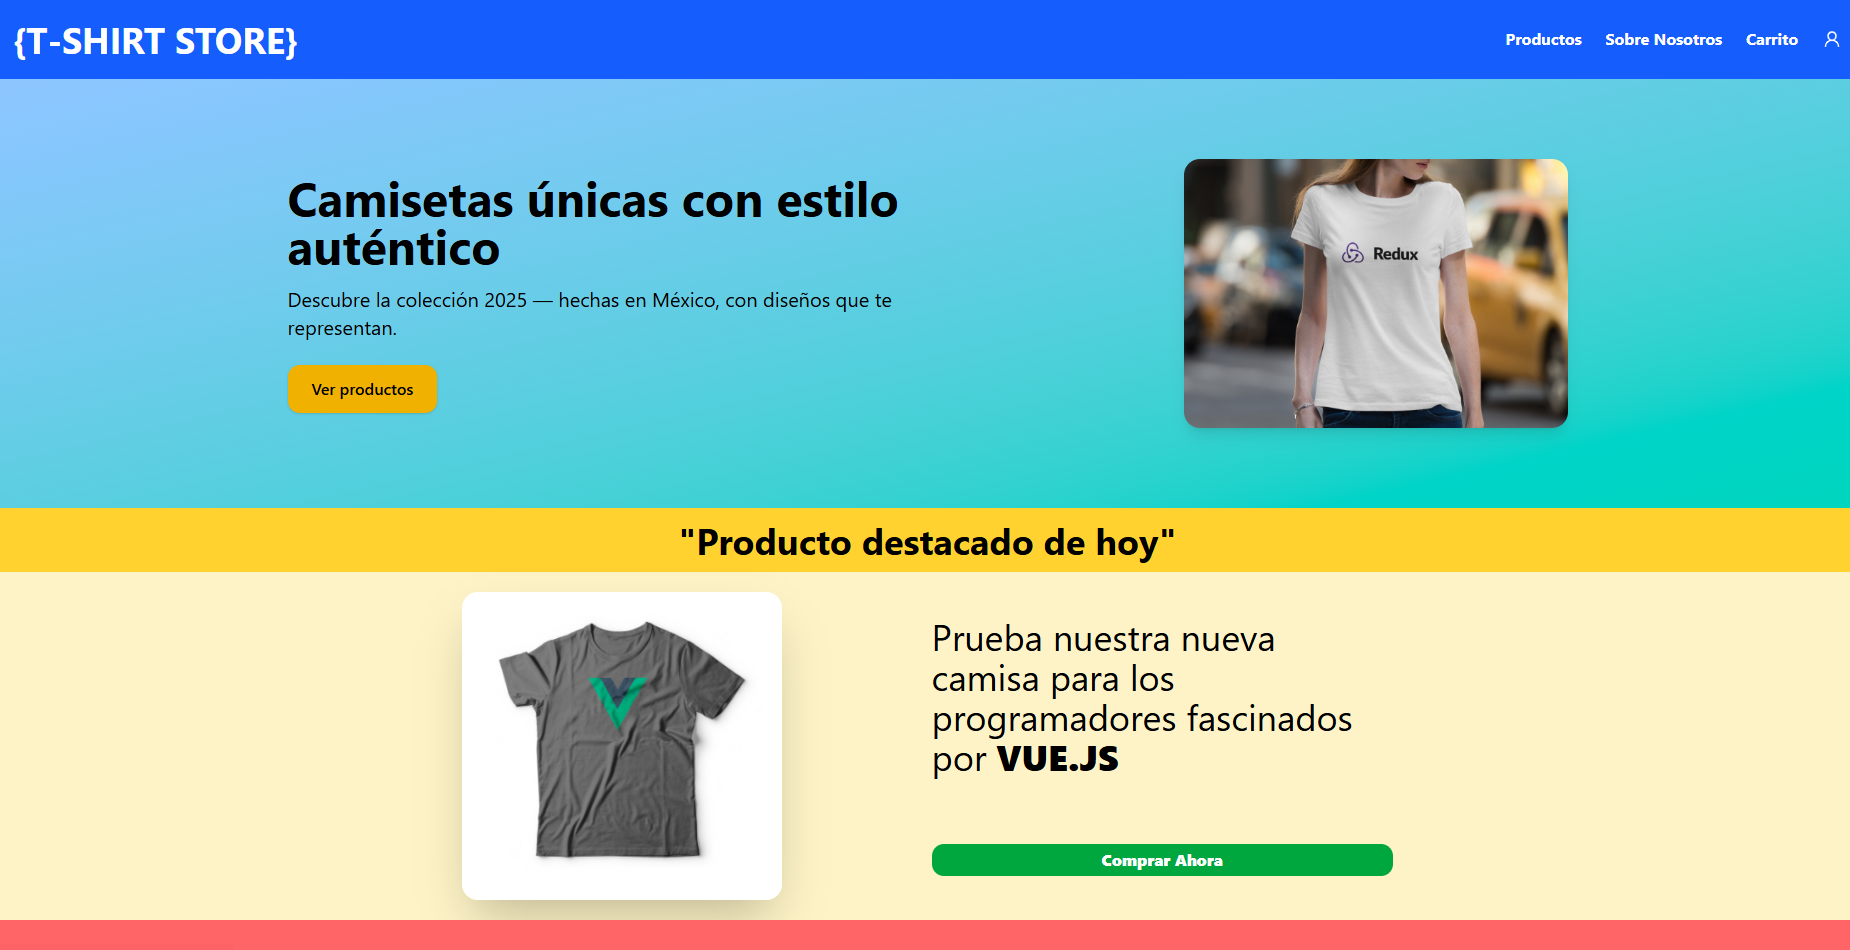 {T-SHIRT STORE}
Productos Sobre Nosotros Carrito
Camisetas únicas con estilo
auténtico
Descubre la colección 2025 — hechas en México, con diseños que te
representan.
Ver productos
Redux
"Producto destacado de hoy"
Prueba nuestra nueva
camisa para los
programadores fascinados
por VUE.JS
Comprar Ahora